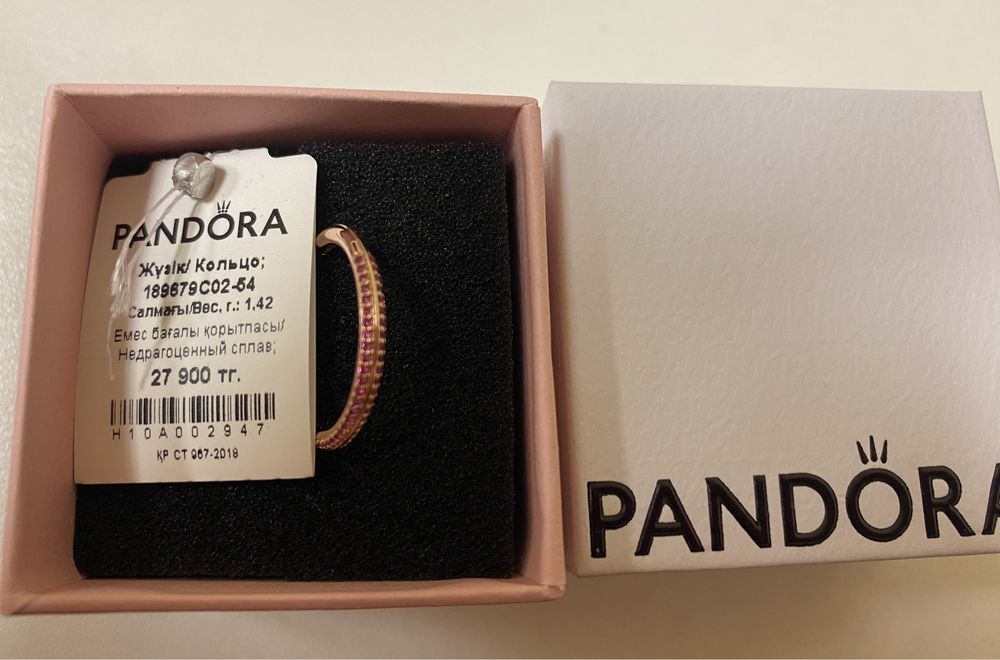 PANDORA
Жүзік/ Кольцо;
189679C02-54
Салмағы/Вес, г.: 1,42
Емес бағалы қорытпасы/
Недрагоценный сплав;
27 900 тг.
H10A002947
ҚР СТ 967-2018
PANDORA